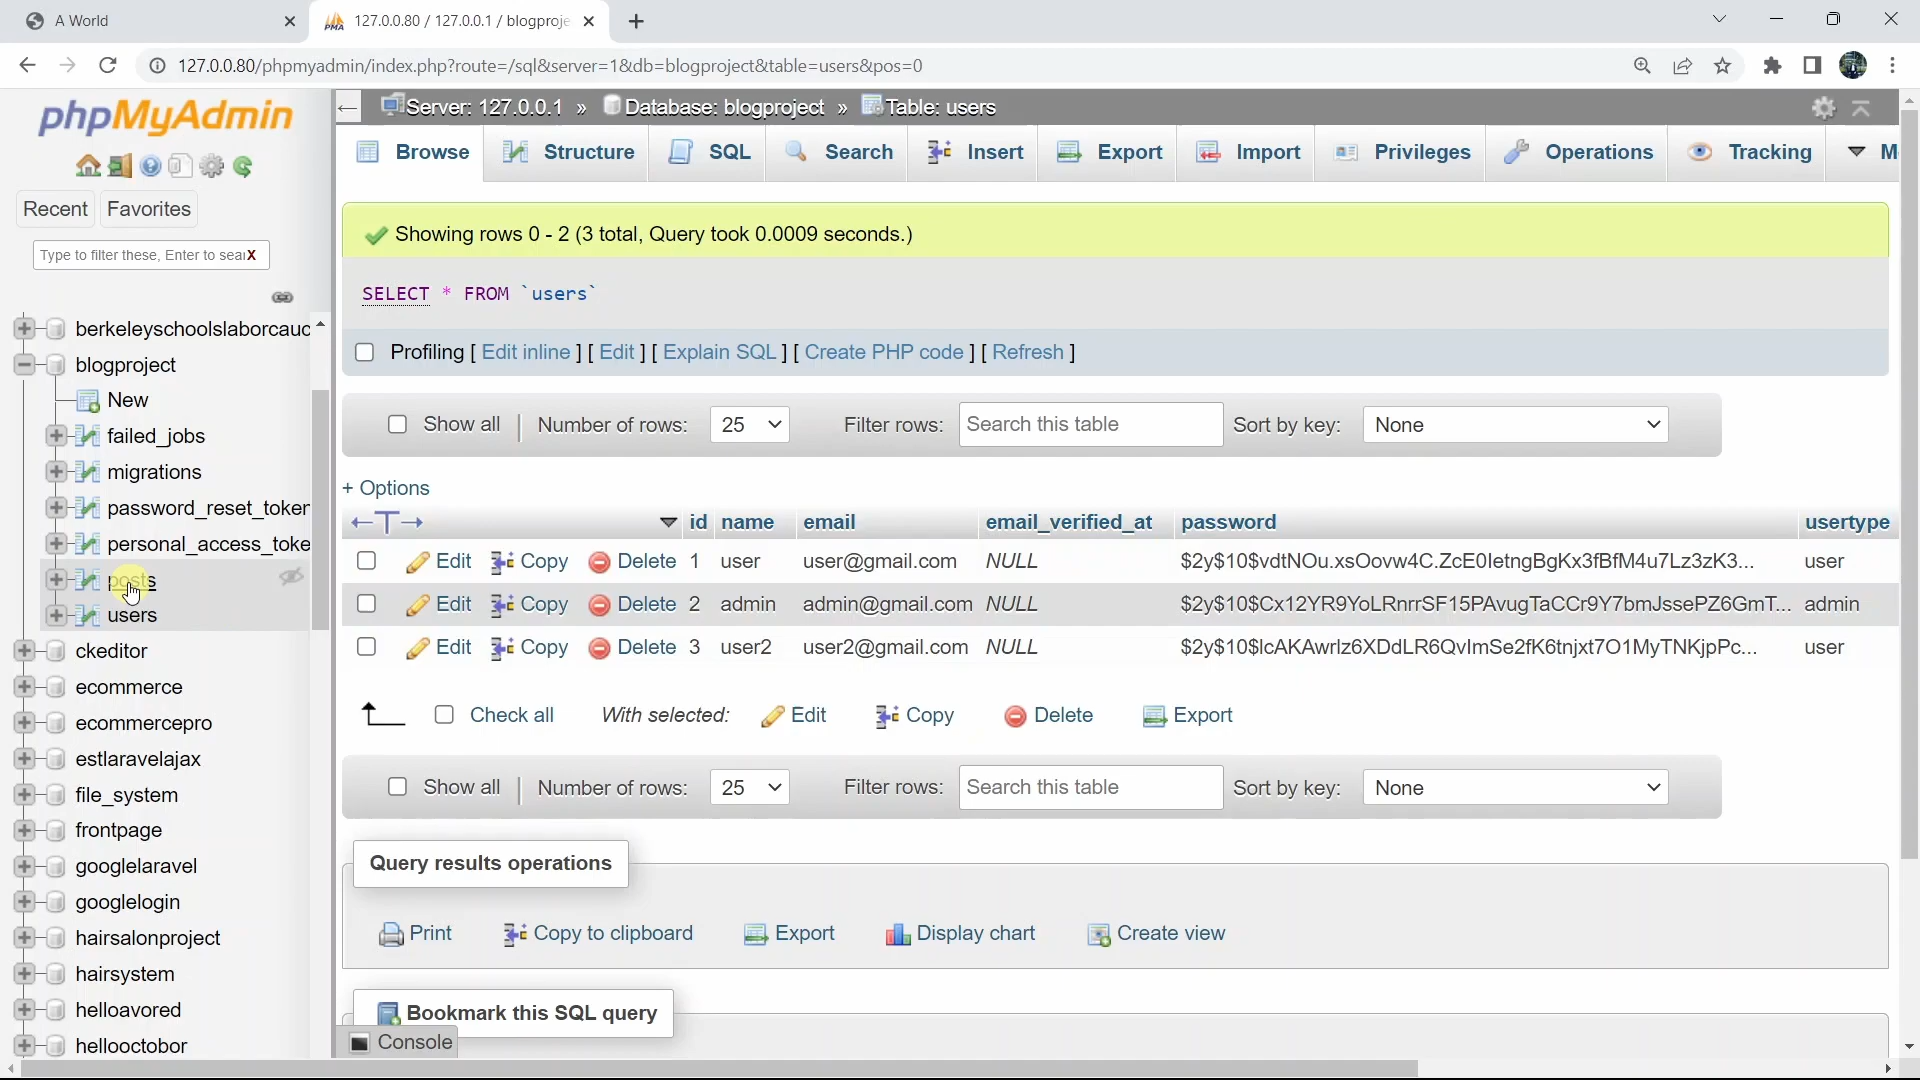 A World
127.0.0.80 / 127.0.0.1 / blogproje
127.0.0.80/phpmyadmin/index.php?route=/sql&server=1&db=blogproject&table=users&pos=0
phpMyAdmin
Recent Favorites
Type to filter these, Enter to sear X
berkeleyschoolslaborcauc
blogproject
New
failed_jobs
migrations
password_reset_token
personal_access_toke
posts
users
ckeditor
ecommerce
ecommercepro
estlaravelajax
file_system
frontpage
googlelaravel
googlelogin
hairsalonproject
hairsystem
helloavored
hellooctobor
Server: 127.0.0.1 » Database: blogproject » Table: users
Browse Structure SQL Search Insert Export Import Privileges Operations Tracking M
Showing rows 0 - 2 (3 total, Query took 0.0009 seconds.)
SELECT * FROM `users`
Profiling [ Edit inline ] [ Edit ] [ Explain SQL ] [ Create PHP code ] [ Refresh ]
Show all | Number of rows: 25 Filter rows: Search this table Sort by key: None
+ Options
←T→ id name email email_verified_at password usertype
Edit Copy Delete 1 user user@gmail.com NULL $2y$10$vdtNOu.xsOovw4C.ZcE0IetngBgKx3fBfM4u7Lz3zK3... user
Edit Copy Delete 2 admin admin@gmail.com NULL $2y$10$Cx12YR9YoLRnrrSF15PAvugTaCCr9Y7bmJssePZ6GmT... admin
Edit Copy Delete 3 user2 user2@gmail.com NULL $2y$10$lcAKAwrlz6XDdLR6QvlmSe2fK6tnjxt7O1MyTNKjpPc... user
Check all With selected: Edit Copy Delete Export
Show all | Number of rows: 25 Filter rows: Search this table Sort by key: None
Query results operations
Print Copy to clipboard Export Display chart Create view
Bookmark this SQL query
Console